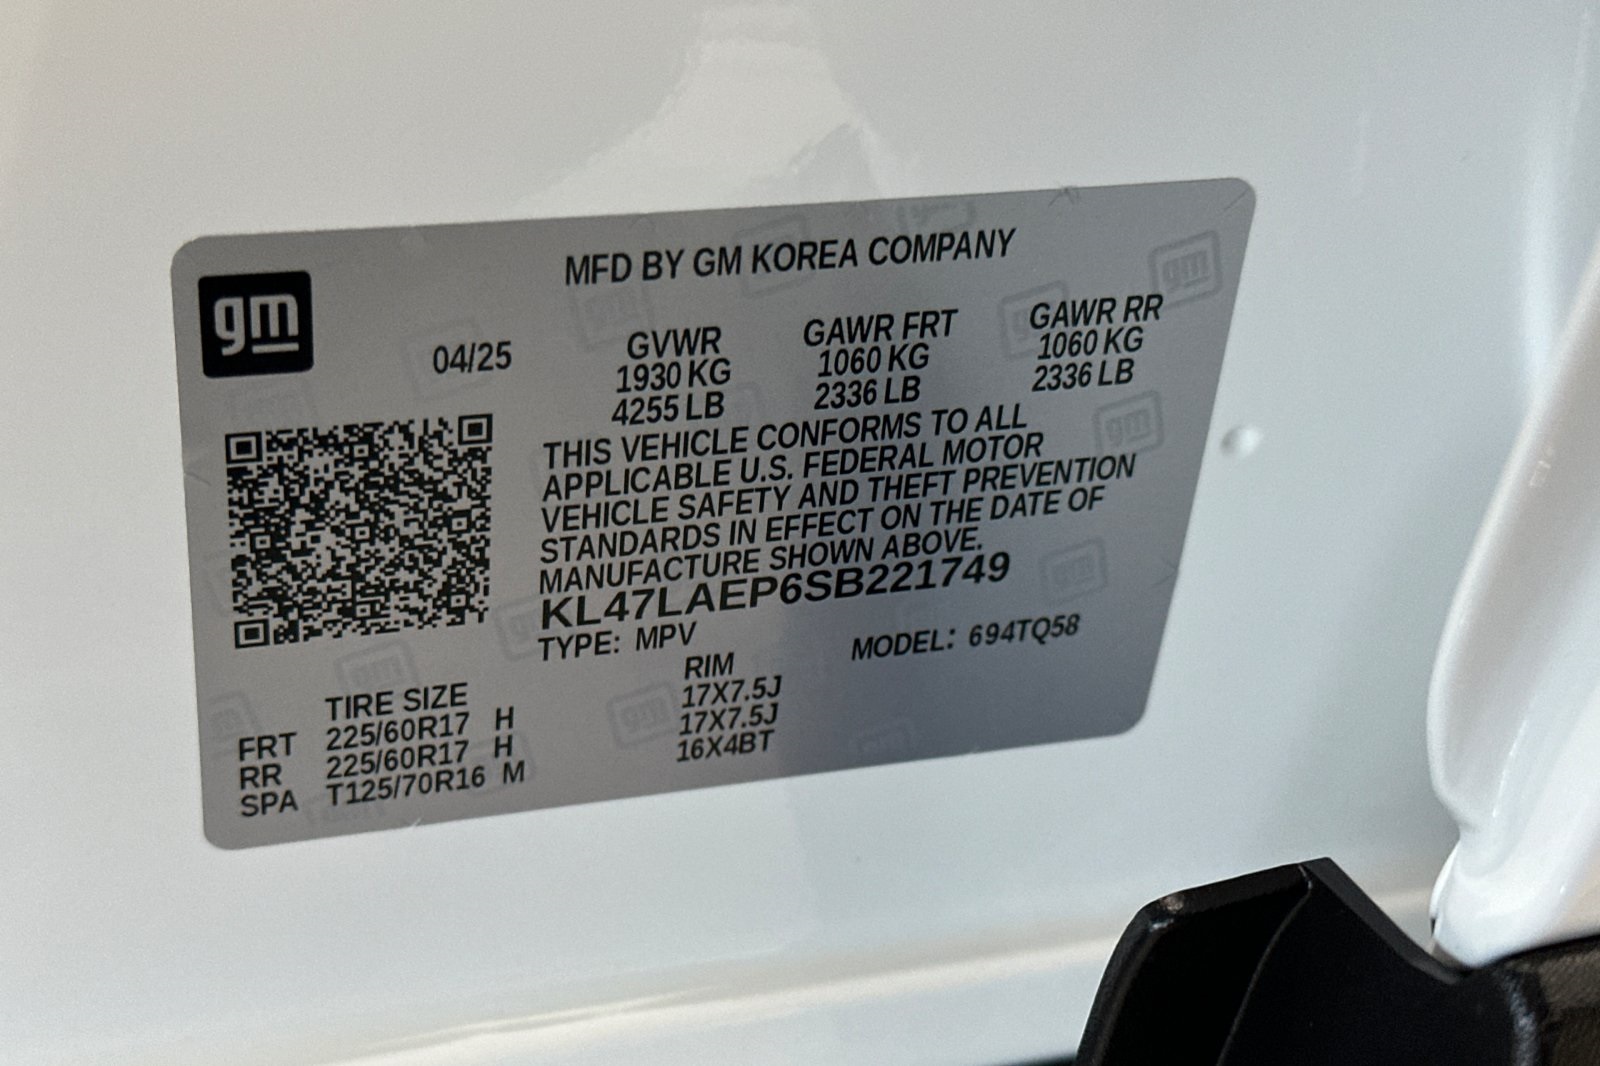 MFD BY GM KOREA COMPANY
gm
04/25
GVWR GAWR FRT GAWR RR
1930 KG 1060 KG 1060 KG
4255 LB 2336 LB 2336 LB
THIS VEHICLE CONFORMS TO ALL
APPLICABLE U.S. FEDERAL MOTOR
VEHICLE SAFETY AND THEFT PREVENTION
STANDARDS IN EFFECT ON THE DATE OF
MANUFACTURE SHOWN ABOVE.
KL47LAEP6SB221749
TYPE: MPV MODEL: 694TQ58
TIRE SIZE RIM
FRT 225/60R17 H 17X7.5J
RR 225/60R17 H 17X7.5J
SPA T125/70R16 M 16X4BT